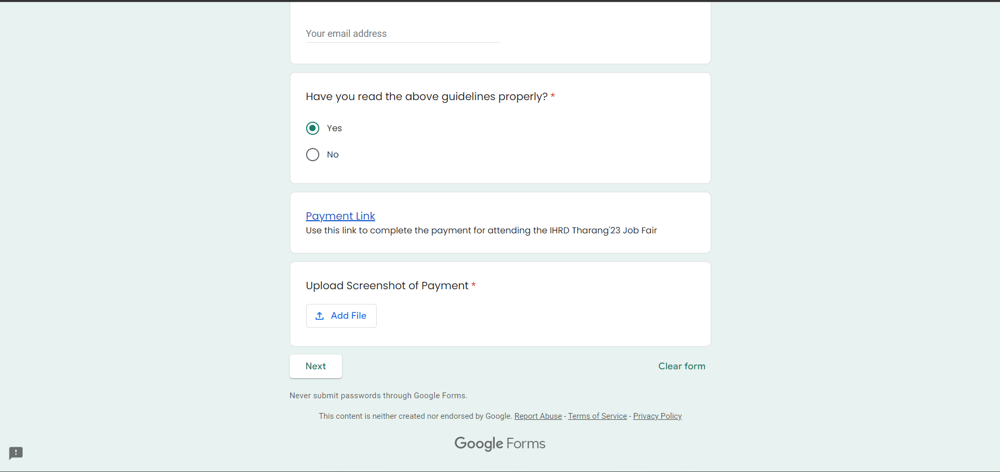 Your email address
Have you read the above guidelines properly? *
Yes
No
Payment Link
Use this link to complete the payment for attending the IHRD Tharang'23 Job Fair
Upload Screenshot of Payment *
Add File
Next
Clear form
Never submit passwords through Google Forms.
This content is neither created nor endorsed by Google. Report Abuse - Terms of Service - Privacy Policy
Google Forms